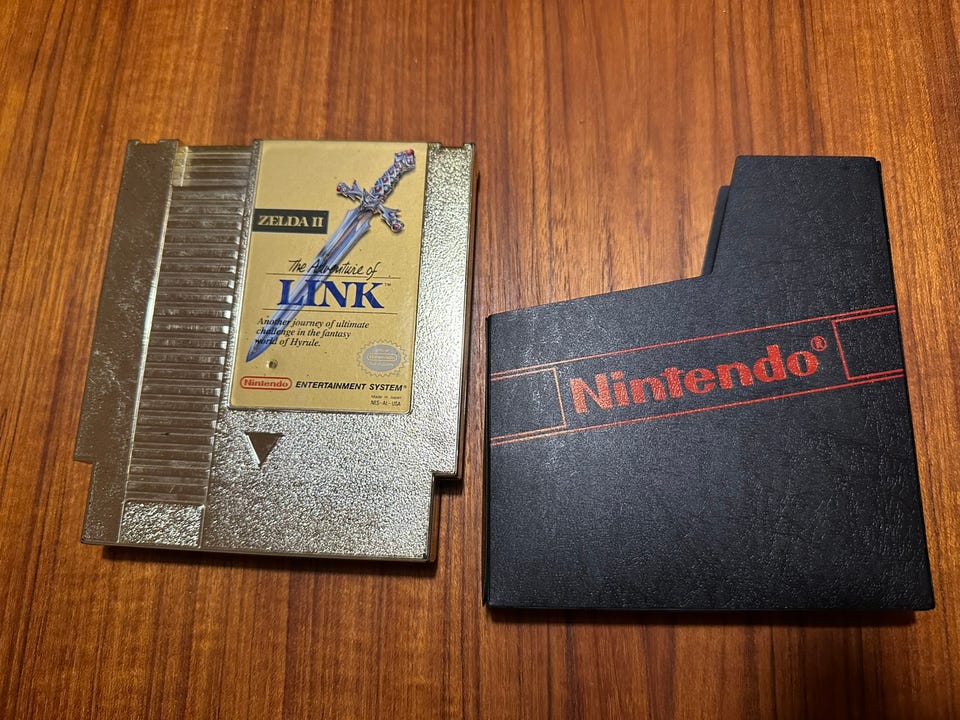 ZELDA II
The Adventure of
LINK™
Another journey of ultimate
challenge in the fantasy
world of Hyrule.
Nintendo® ENTERTAINMENT SYSTEM®
Made in Japan
NES-AL-USA
Nintendo®